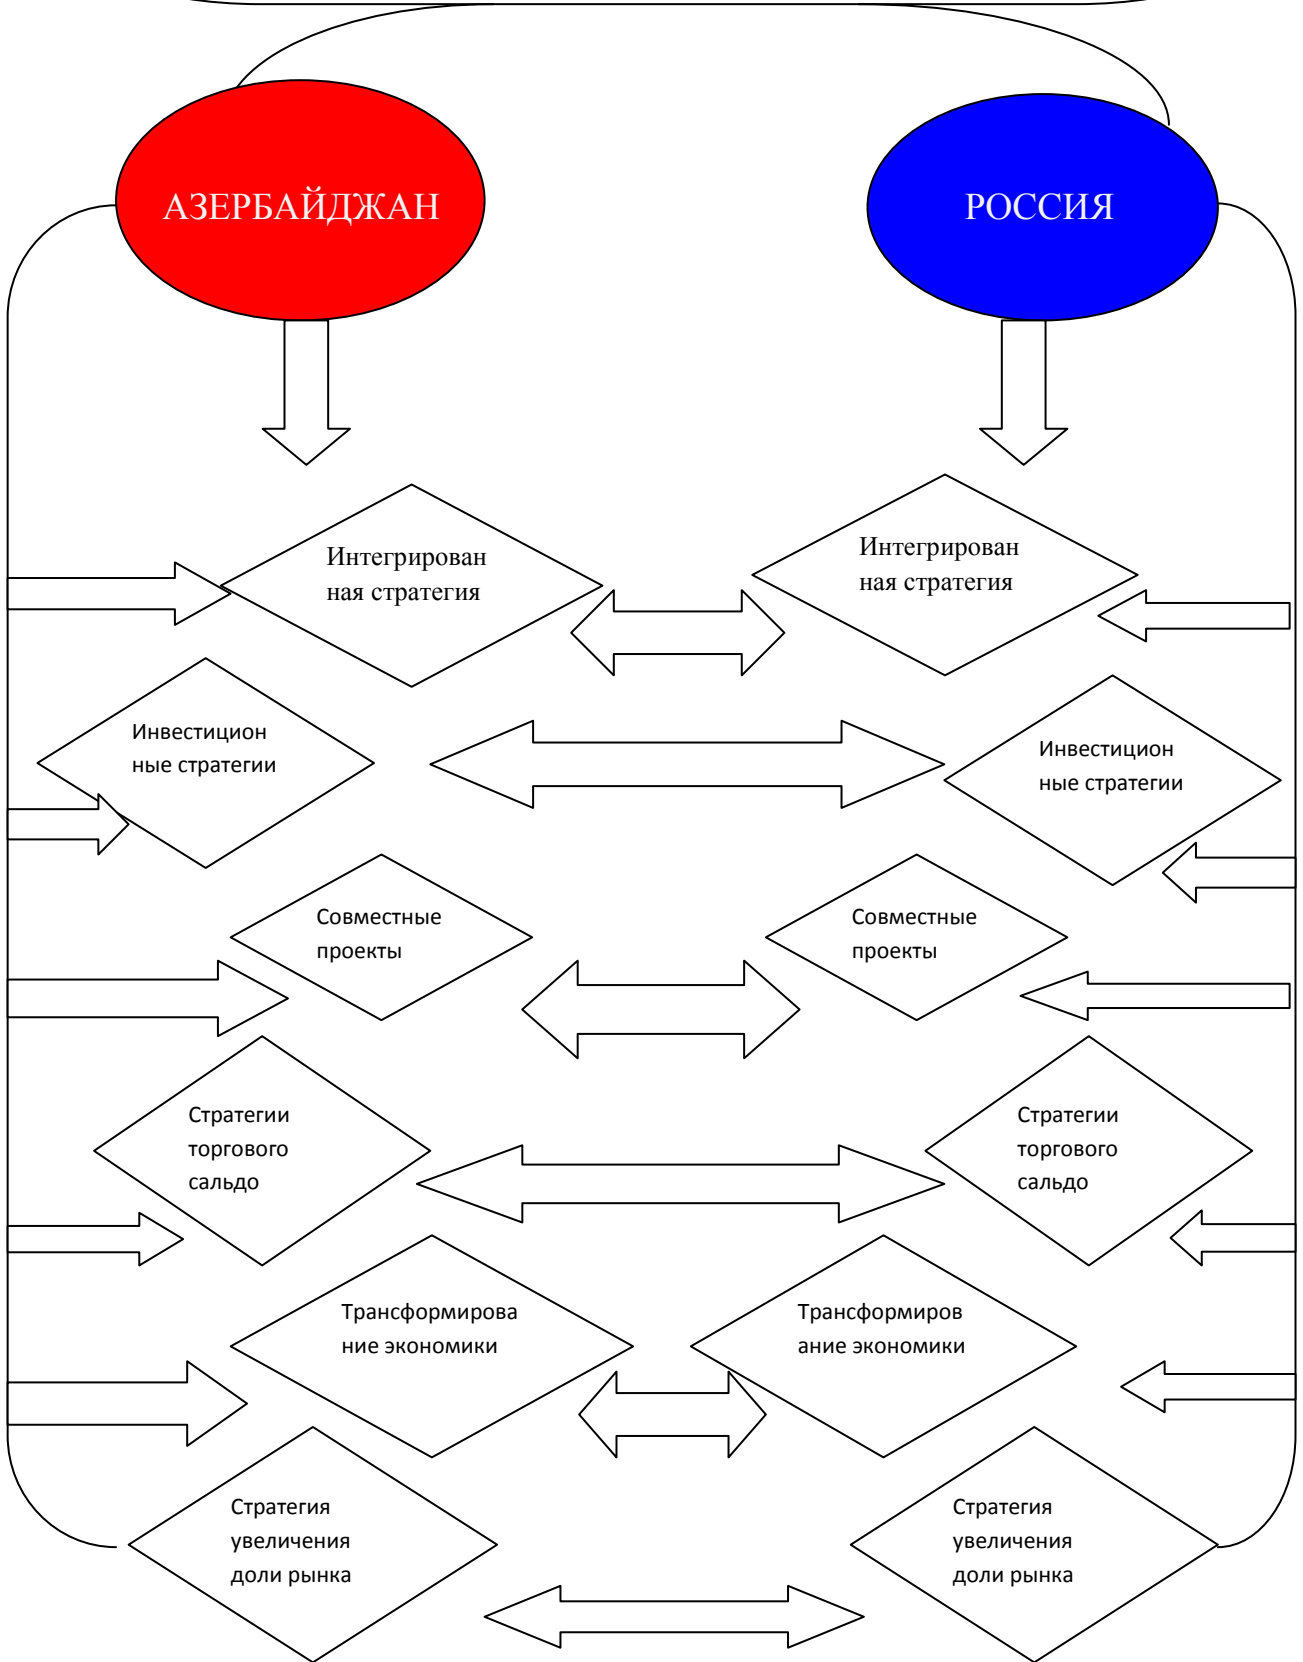 АЗЕРБАЙДЖАН
РОССИЯ
Интегрирован
ная стратегия
Интегрирован
ная стратегия
Инвестицион
ные стратегии
Инвестицион
ные стратегии
Совместные
проекты
Совместные
проекты
Стратегии
торгового
сальдо
Стратегии
торгового
сальдо
Трансформирова
ние экономики
Трансформиров
ание экономики
Стратегия
увеличения
доли рынка
Стратегия
увеличения
доли рынка